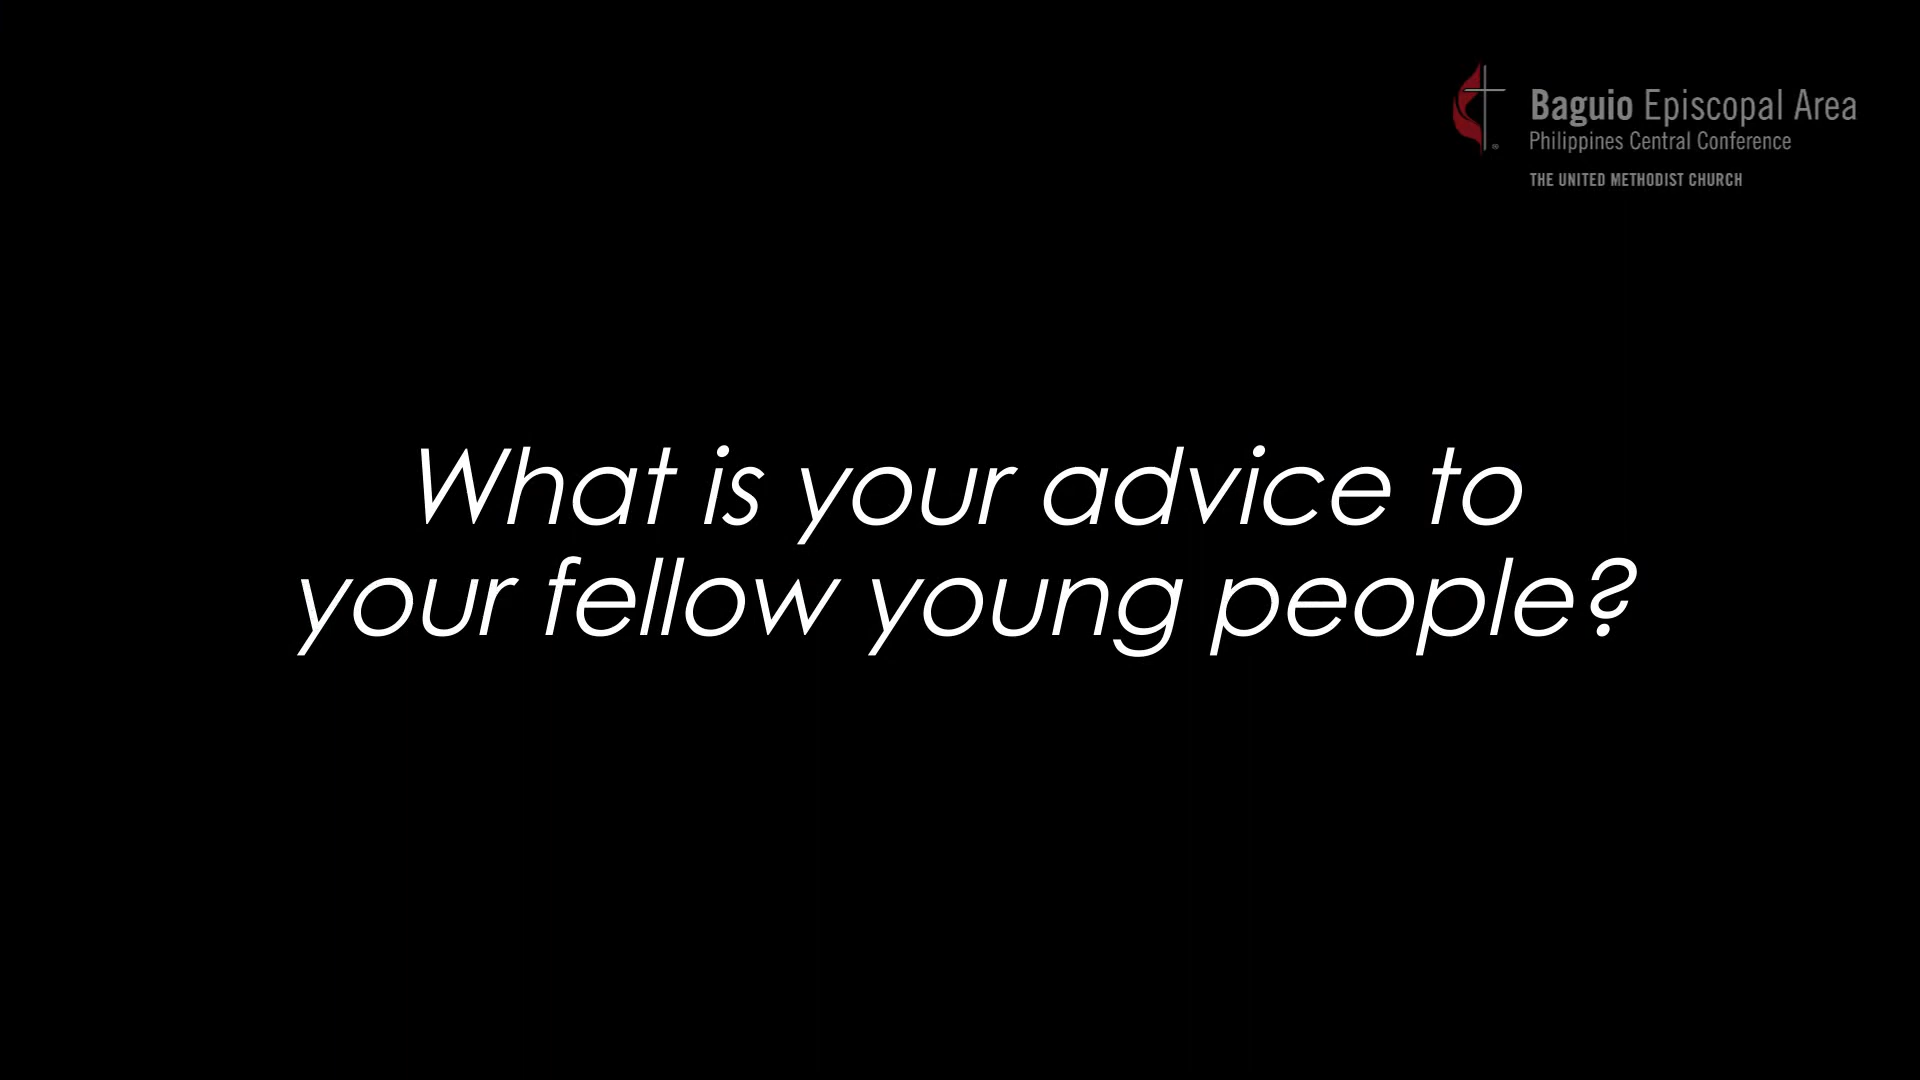 Baguio Episcopal Area
Philippines Central Conference
THE UNITED METHODIST CHURCH
What is your advice to
your fellow young people?